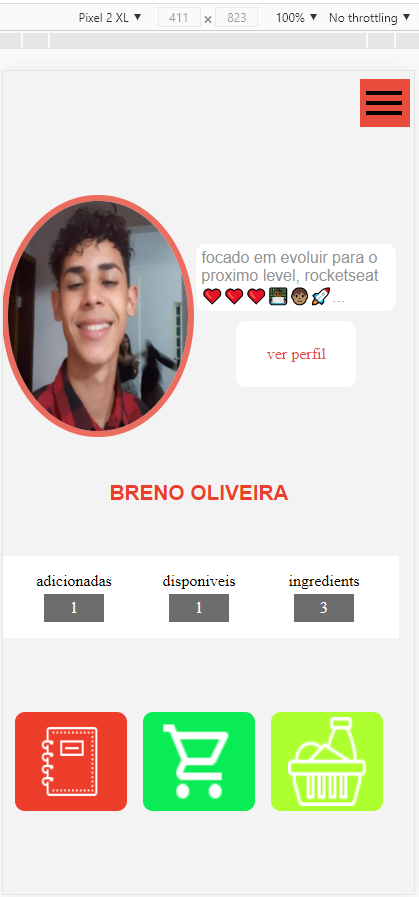 Pixel 2 XL ▼ 411 × 823 100% ▼ No throttling ▼
focado em evoluir para o
proximo level, rocketseat
❤️❤️❤️🎛️👨🏽🚀...
ver perfil
BRENO OLIVEIRA
adicionadas disponiveis ingredients
1 1 3